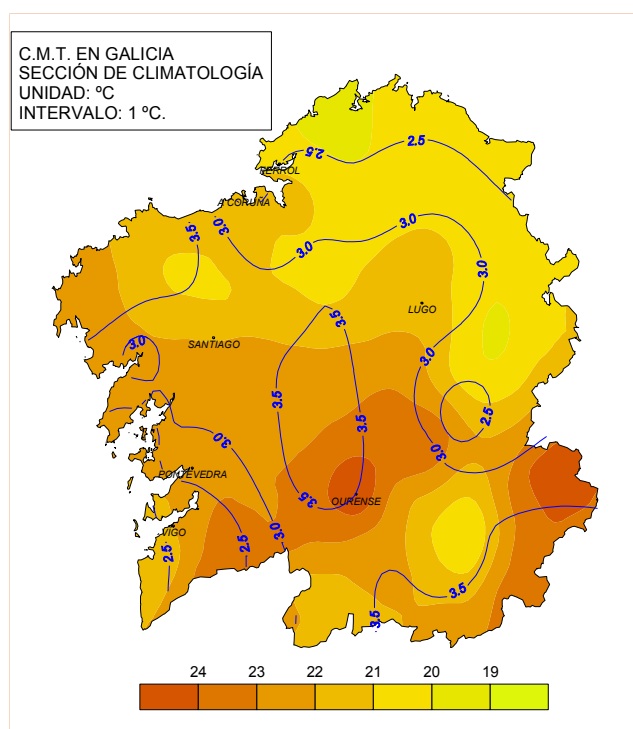 C.M.T. EN GALICIA
SECCIÓN DE CLIMATOLOGÍA
UNIDAD: ºC
INTERVALO: 1 ºC.
2.5
2.5
FERROL
A CORUÑA
3.5
3.0
3.0
3.0
3.0
LUGO
3.5
SANTIAGO
3.0
3.0
3.5
3.5
2.5
3.0
3.0
PONTEVEDRA
3.5
OURENSE
VIGO
3.0
2.5
2.5
3.5
3.5
24 23 22 21 20 19